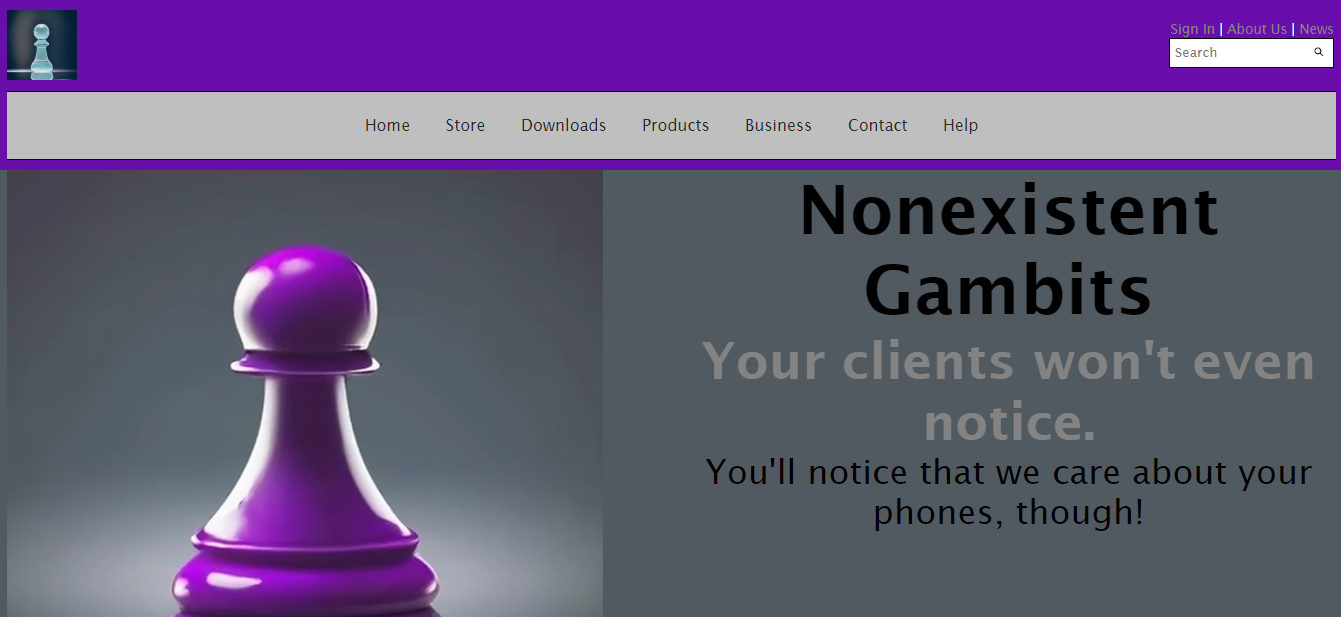 Sign In | About Us | News
Search
Home Store Downloads Products Business Contact Help
Nonexistent
Gambits
Your clients won't even
notice.
You'll notice that we care about your
phones, though!